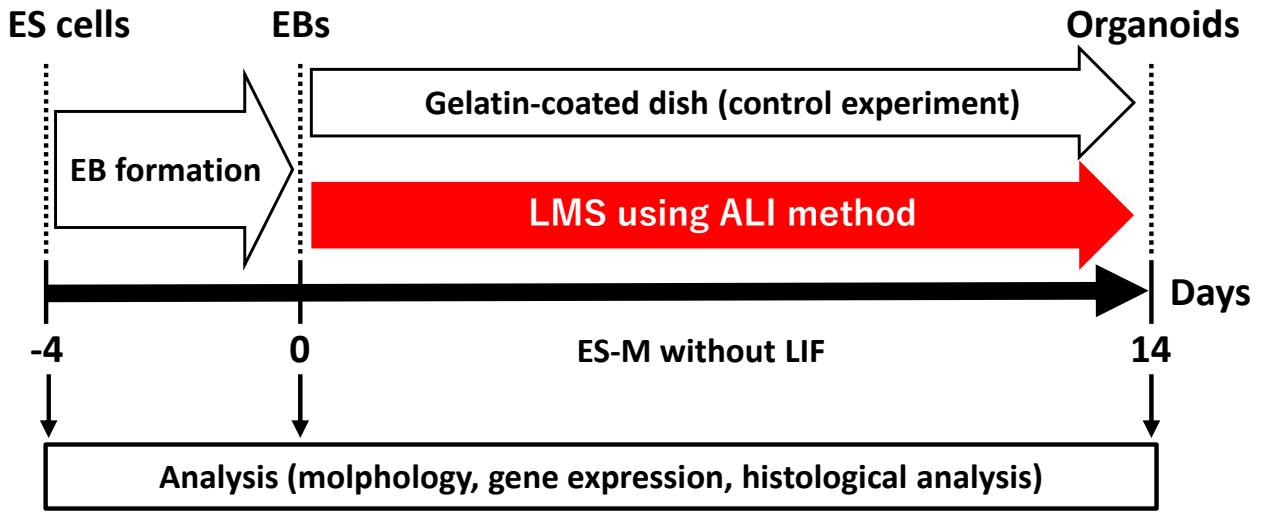 ES cells
EBs
Organoids
Gelatin-coated dish (control experiment)
EB formation
LMS using ALI method
Days
-4
0
ES-M without LIF
14
Analysis (molphology, gene expression, histological analysis)